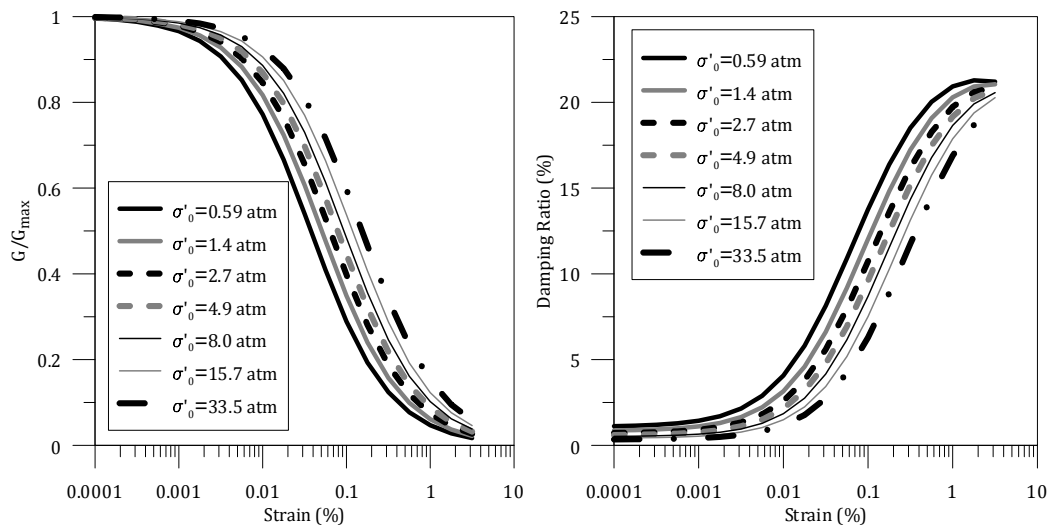 1
0.8
0.6
0.4
0.2
0
G/Gmax
σ'0=0.59 atm
σ'0=1.4 atm
σ'0=2.7 atm
σ'0=4.9 atm
σ'0=8.0 atm
σ'0=15.7 atm
σ'0=33.5 atm
0.0001 0.001 0.01 0.1 1 10
Strain (%)
25
20
15
10
5
0
Damping Ratio (%)
σ'0=0.59 atm
σ'0=1.4 atm
σ'0=2.7 atm
σ'0=4.9 atm
σ'0=8.0 atm
σ'0=15.7 atm
σ'0=33.5 atm
0.0001 0.001 0.01 0.1 1 10
Strain (%)